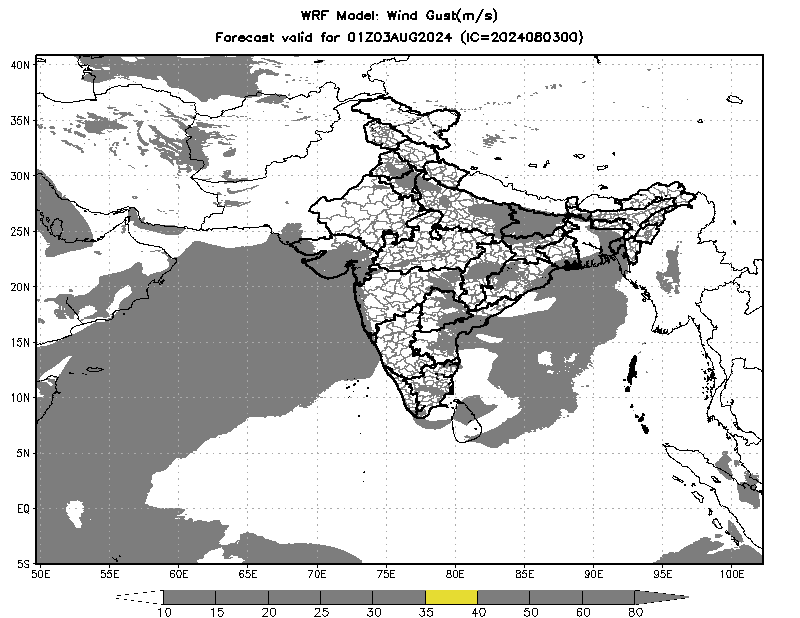 WRF Model: Wind Gust(m/s)
Forecast valid for 01Z03AUG2024 (IC=2024080300)
40N
35N
30N
25N
20N
15N
10N
5N
EQ
5S
50E 55E 60E 65E 70E 75E 80E 85E 90E 95E 100E
10 15 20 25 30 35 40 50 60 80